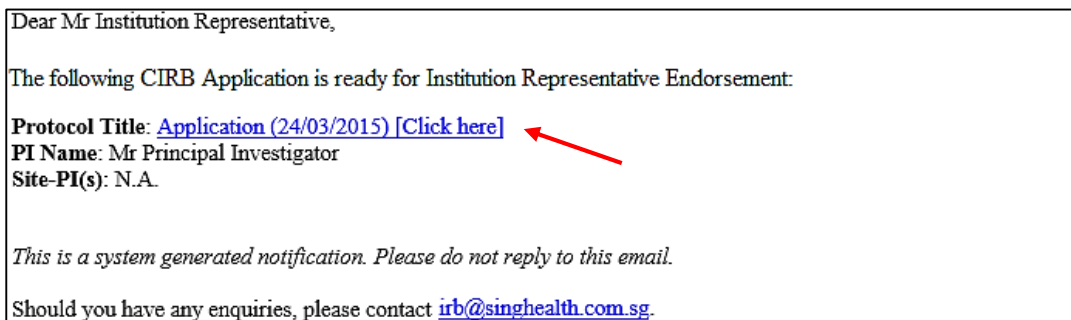 Dear Mr Institution Representative,
The following CIRB Application is ready for Institution Representative Endorsement:
Protocol Title: Application (24/03/2015) [Click here]
PI Name: Mr Principal Investigator
Site-PI(s): N.A.
This is a system generated notification. Please do not reply to this email.
Should you have any enquiries, please contact irb@singhealth.com.sg.